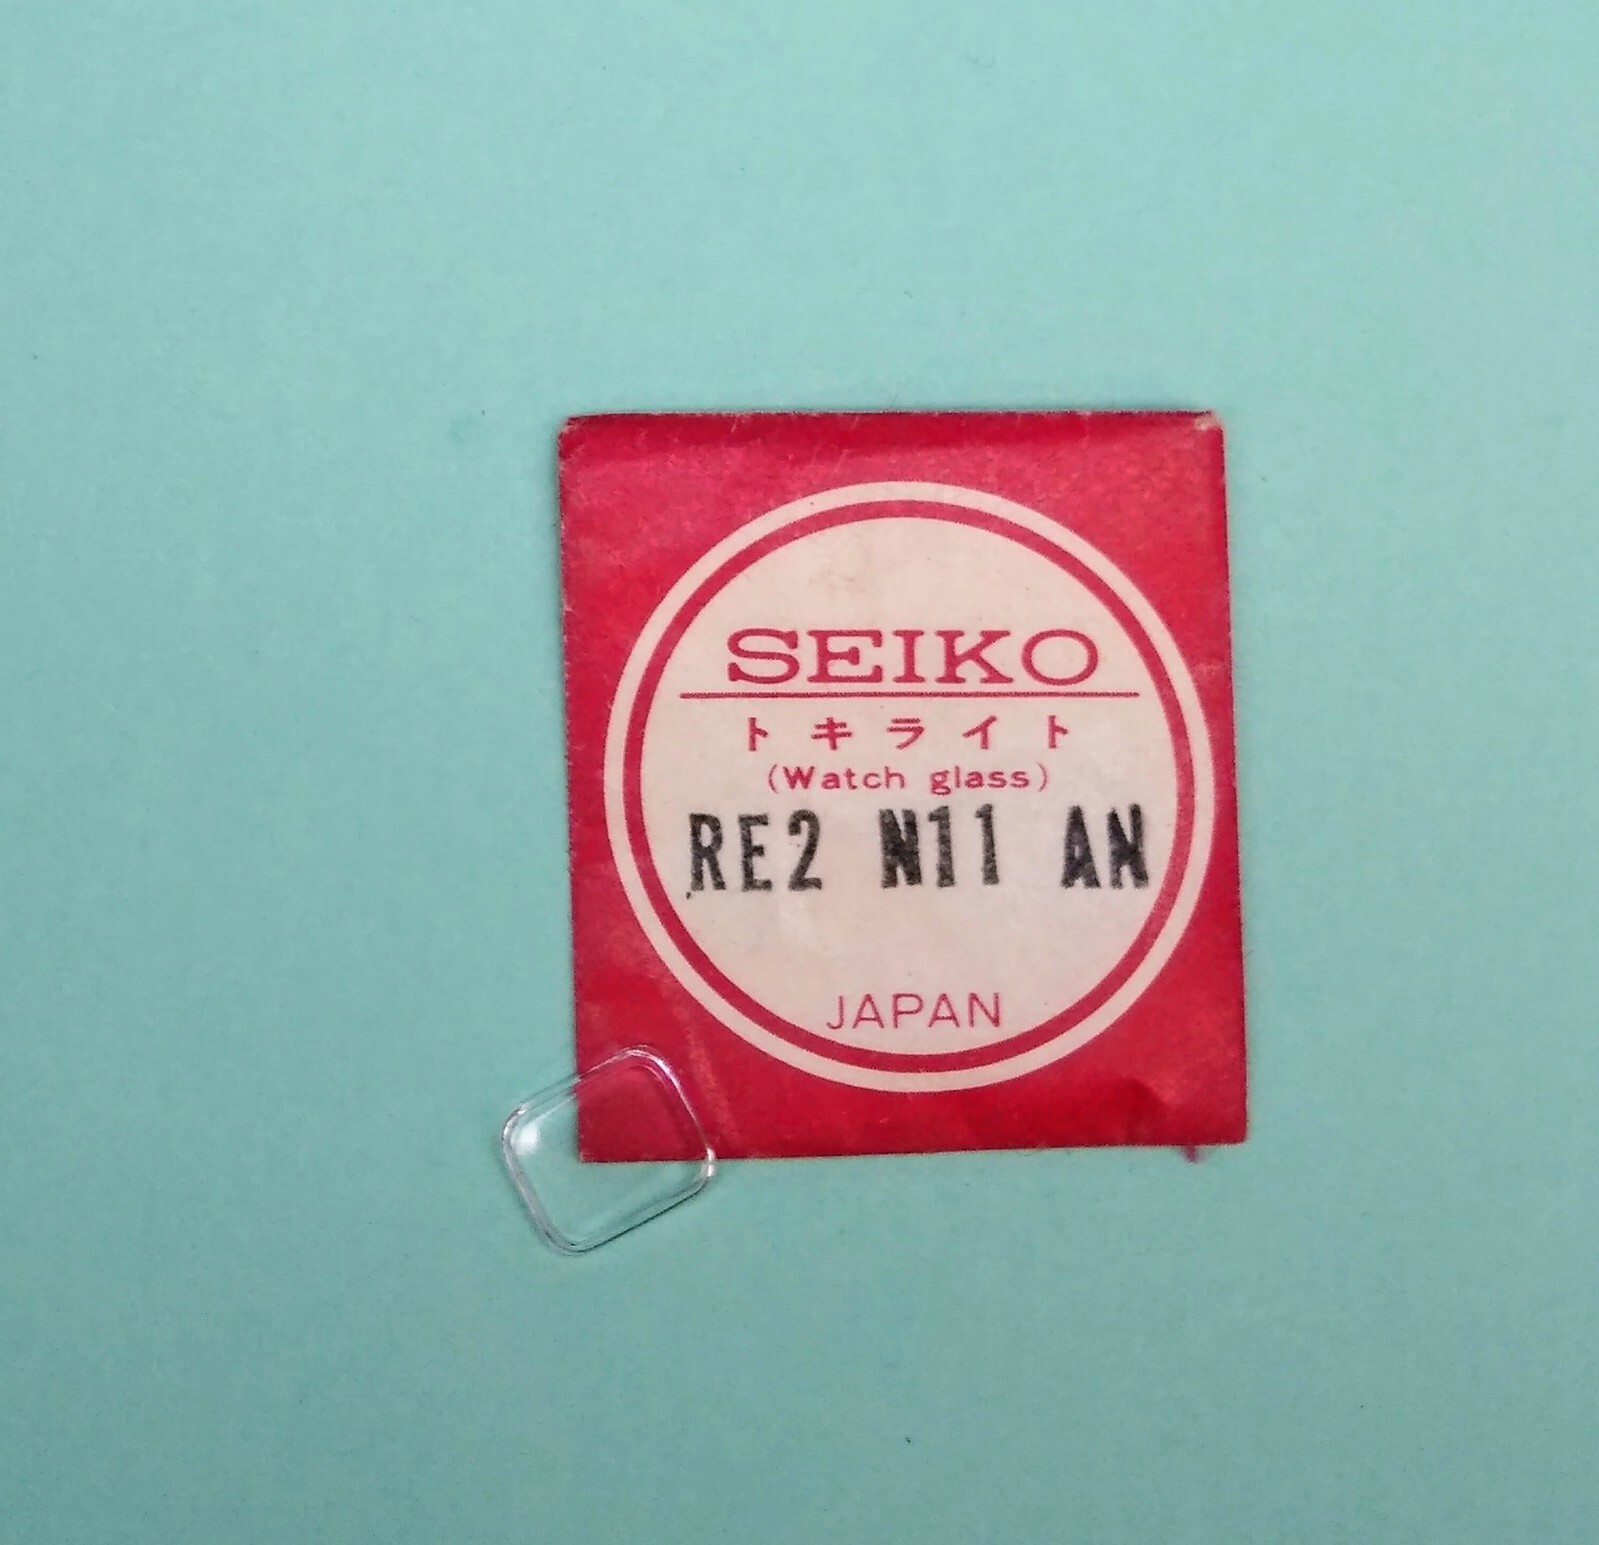 SEIKO
トキライト
(Watch glass)
RE2 N11 AN
JAPAN